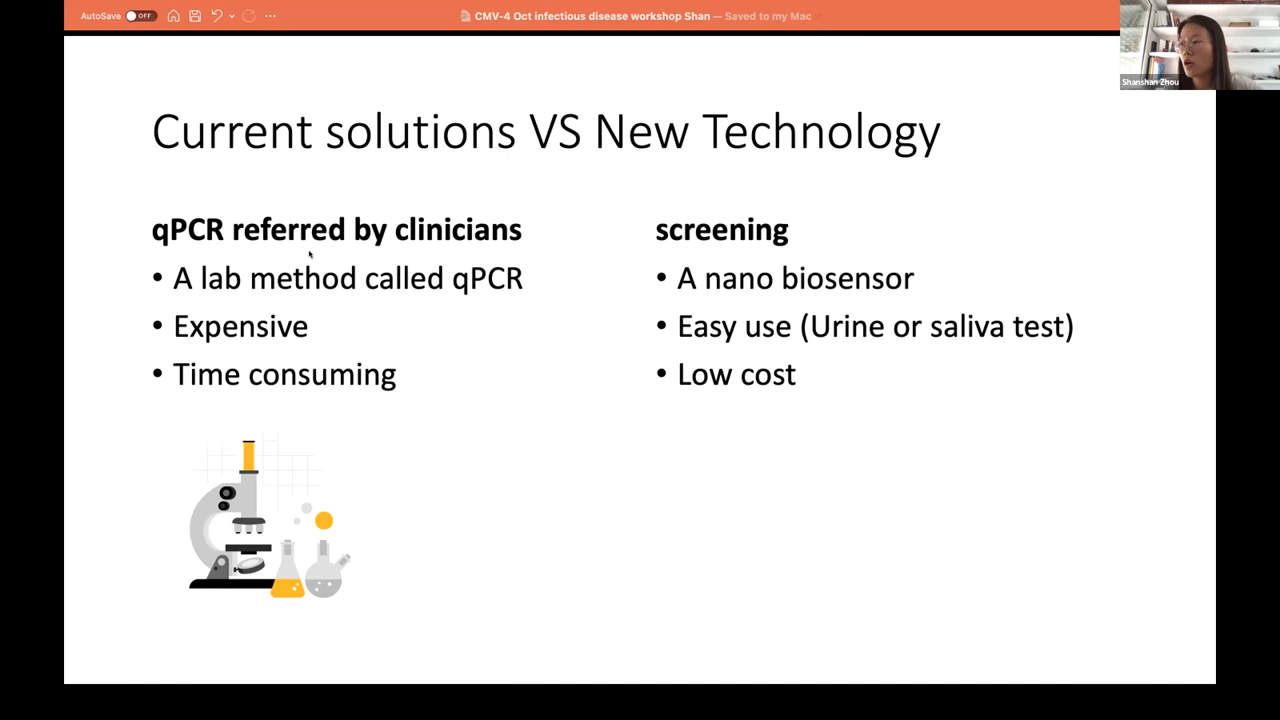 AutoSave OFF
CMV-4 Oct infectious disease workshop Shan — Saved to my Mac
Shanshan Zhou
Current solutions VS New Technology
qPCR referred by clinicians
• A lab method called qPCR
• Expensive
• Time consuming
screening
• A nano biosensor
• Easy use (Urine or saliva test)
• Low cost